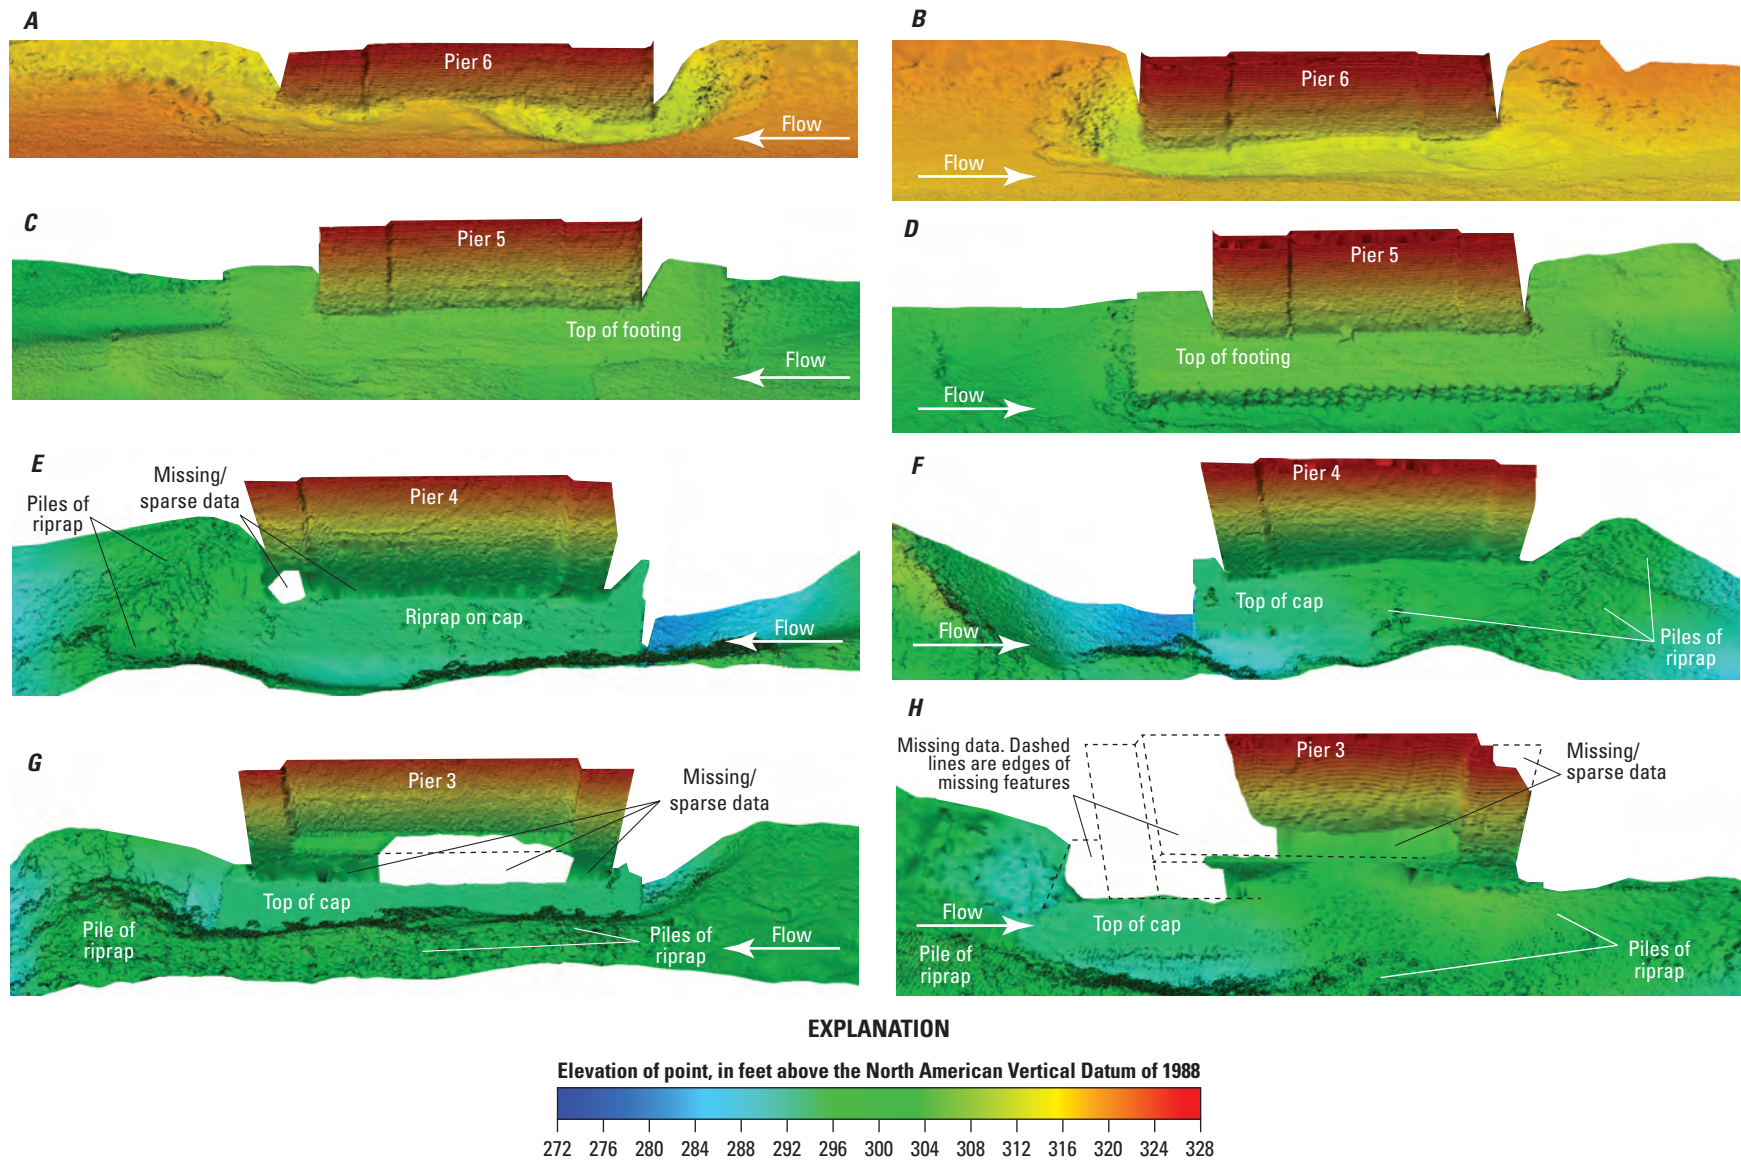 A
Pier 6
Flow
B
Pier 6
Flow
C
Pier 5
Top of footing
Flow
D
Pier 5
Top of footing
Flow
E
Missing/
sparse data
Piles of
riprap
Pier 4
Riprap on cap
Flow
F
Pier 4
Top of cap
Flow
Piles of
riprap
G
Pier 3
Missing/
sparse data
Top of cap
Pile of
riprap
Piles of
riprap
Flow
H
Missing data. Dashed
lines are edges of
missing features
Pier 3
Missing/
sparse data
Flow
Top of cap
Pile of
riprap
Piles of
riprap
EXPLANATION
Elevation of point, in feet above the North American Vertical Datum of 1988
272 276 280 284 288 292 296 300 304 308 312 316 320 324 328